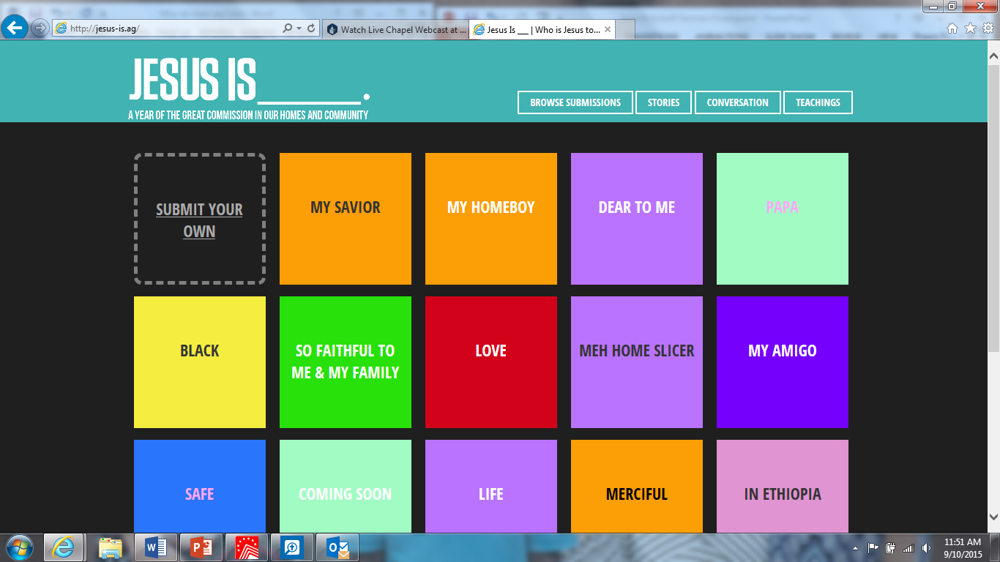 http://jesus-is.ag/
Watch Live Chapel Webcast at ...
Jesus Is ___ | Who is Jesus to...
JESUS IS______.
A YEAR OF THE GREAT COMMISSION IN OUR HOMES AND COMMUNITY
BROWSE SUBMISSIONS
STORIES
CONVERSATION
TEACHINGS
SUBMIT YOUR
OWN
MY SAVIOR
MY HOMEBOY
DEAR TO ME
PAPA
BLACK
SO FAITHFUL TO
ME & MY FAMILY
LOVE
MEH HOME SLICER
MY AMIGO
SAFE
COMING SOON
LIFE
MERCIFUL
IN ETHIOPIA
11:51 AM
9/10/2015